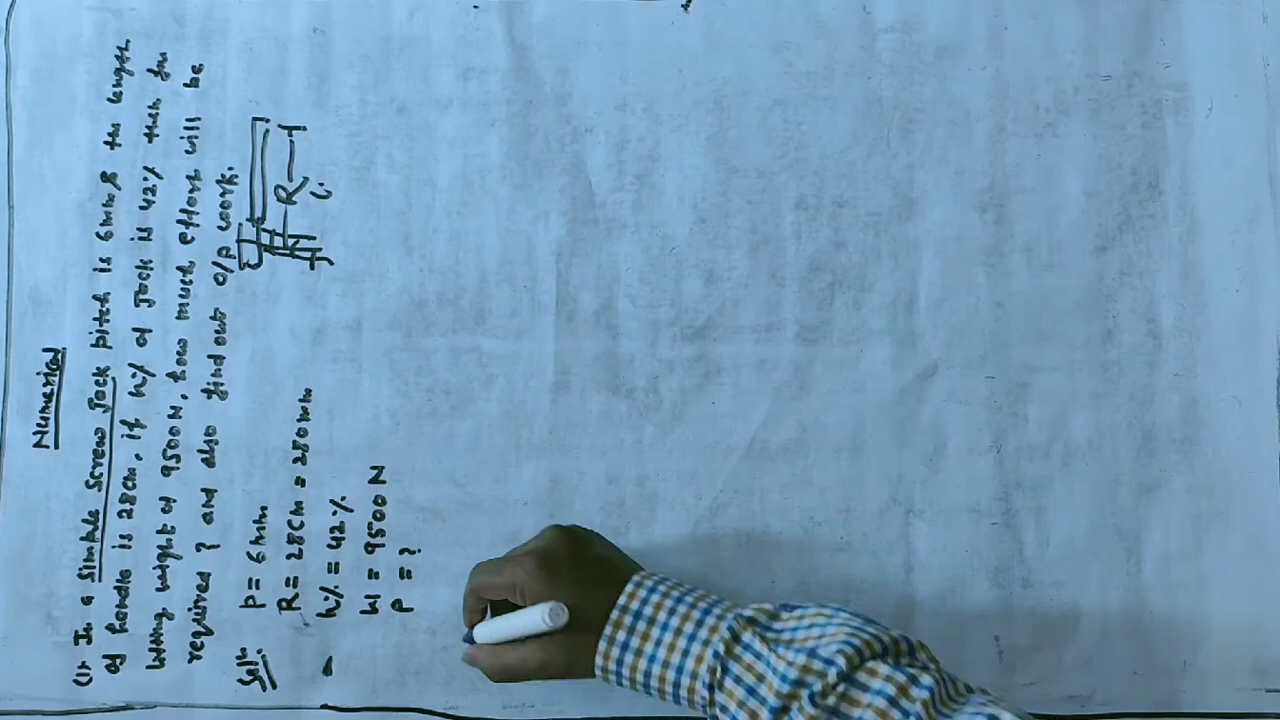 Numerical
(1). In a simple screw Jack pitch is 6mm & the length
of handle is 28cm, if η% of Jack is 42% then for
lifting weight of 9500N, how much effort will be
required ? and also find out o/p work.
Solⁿ. P = 6mm
R = 28cm = 280mm
η% = 42%
W = 9500 N
P = ?
R